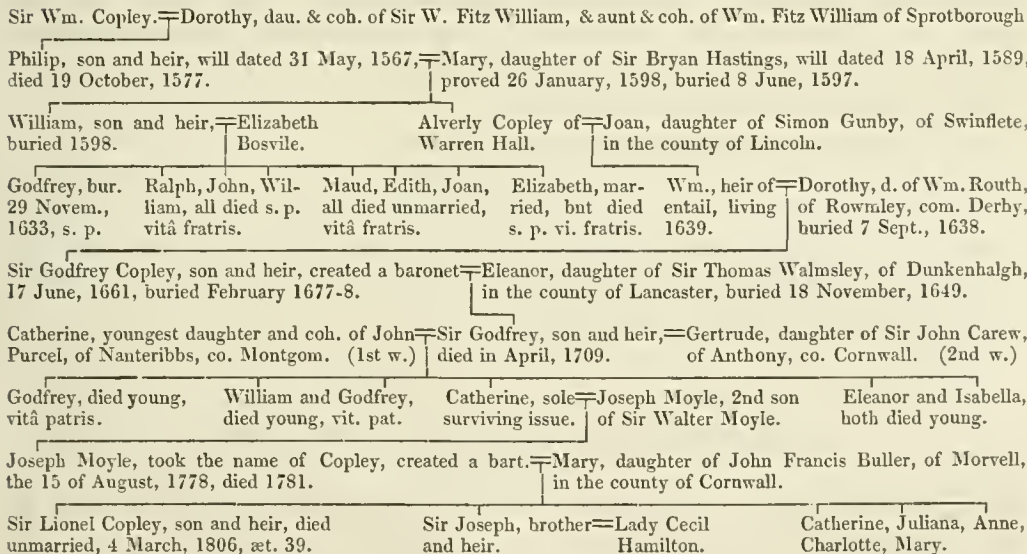 Sir Wm. Copley.=Dorothy, dau. & coh. of Sir W. Fitz William, & aunt & coh. of Wm. Fitz William of Sprotborough
Philip, son and heir, will dated 31 May, 1567,=Mary, daughter of Sir Bryan Hastings, will dated 18 April, 1589,
died 19 October, 1577. proved 26 January, 1598, buried 8 June, 1597.
William, son and heir,=Elizabeth Alverly Copley of=Joan, daughter of Simon Gunby, of Swinflete,
buried 1598. Bosvile. Warren Hall. in the county of Lincoln.
Godfrey, bur. Ralph, John, Wil- Maud, Edith, Joan, Elizabeth, mar- Wm., heir of=Dorothy, d. of Wm. Routh,
29 Novem., liam, all died s. p. all died unmarried, ried, bnt died entail, living of Rowmley, com. Derby,
1633, s. p. vitâ fratris. vitâ fratris. s. p. vi. fratris. 1639. buried 7 Sept., 1638.
Sir Godfrey Copley, son and heir, created a baronet=Eleanor, daughter of Sir Thomas Walmsley, of Dunkenhalgh,
17 June, 1661, buried February 1677-8. in the county of Lancaster, buried 18 November, 1649.
Catherine, youngest daughter and coh. of John=Sir Godfrey, son and heir,=Gertrude, daughter of Sir John Carew,
Purcel, of Nanteribbs, co. Montgom. (1st w.) died in April, 1709. of Anthony, co. Cornwall. (2nd w.)
Godfrey, died young, William and Godfrey, Catherine, sole=Joseph Moyle, 2nd son Eleanor and Isabella,
vitâ patris. died young, vit. pat. surviving issue. of Sir Walter Moyle. both died young.
Joseph Moyle, took the name of Copley, created a bart.=Mary, daughter of John Francis Buller, of Morvell,
the 15 of August, 1778, died 1781. in the county of Cornwall.
Sir Lionel Copley, son and heir, died Sir Joseph, brother=Lady Cecil Catherine, Juliana, Anne,
unmarried, 4 March, 1806, æt. 39. and heir. Hamilton. Charlotte, Mary.